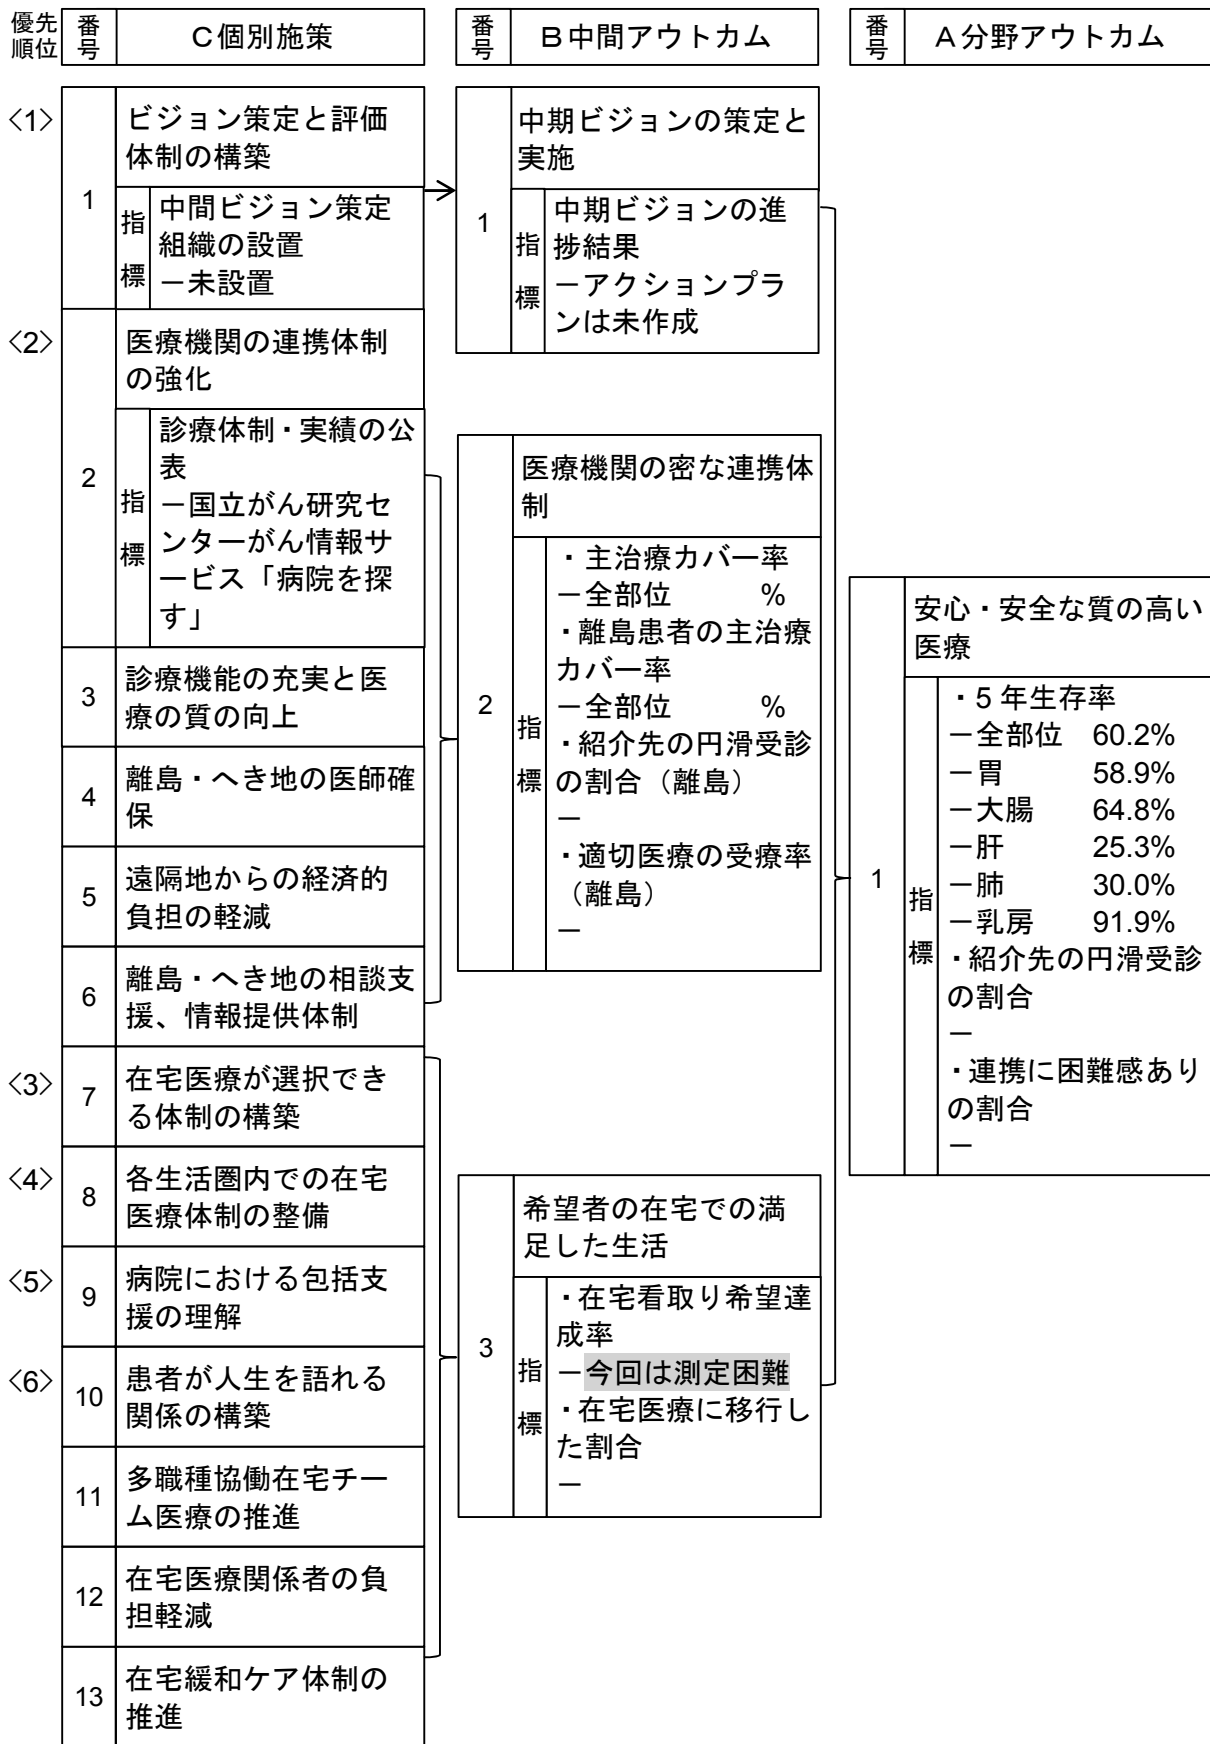 優先順位
番号
C個別施策
番号
B中間アウトカム
番号
A分野アウトカム
〈1〉
1
ビジョン策定と評価
体制の構築
指標
中間ビジョン策定
組織の設置
－未設置
〈2〉
2
医療機関の連携体制
の強化
指標
診療体制・実績の公
表
－国立がん研究セ
ンターがん情報サ
ービス「病院を探
す」
3
診療機能の充実と医
療の質の向上
4
離島・へき地の医師確
保
5
遠隔地からの経済的
負担の軽減
6
離島・へき地の相談支
援、情報提供体制
〈3〉
7
在宅医療が選択でき
る体制の構築
〈4〉
8
各生活圏内での在宅
医療体制の整備
〈5〉
9
病院における包括支
援の理解
〈6〉
10
患者が人生を語れる
関係の構築
11
多職種協働在宅チー
ム医療の推進
12
在宅医療関係者の負
担軽減
13
在宅緩和ケア体制の
推進
1
中期ビジョンの策定と
実施
指標
中期ビジョンの進
捗結果
－アクションプラ
ンは未作成
2
医療機関の密な連携体
制
指標
・主治療カバー率
－全部位 %
・離島患者の主治療
カバー率
－全部位 %
・紹介先の円滑受診
の割合（離島）
－
・適切医療の受療率
（離島）
－
3
希望者の在宅での満
足した生活
指標
・在宅看取り希望達
成率
－今回は測定困難
・在宅医療に移行し
た割合
－
1
安心・安全な質の高い
医療
指標
・5 年生存率
－全部位 60.2%
－胃 58.9%
－大腸 64.8%
－肝 25.3%
－肺 30.0%
－乳房 91.9%
・紹介先の円滑受診
の割合
－
・連携に困難感あり
の割合
－